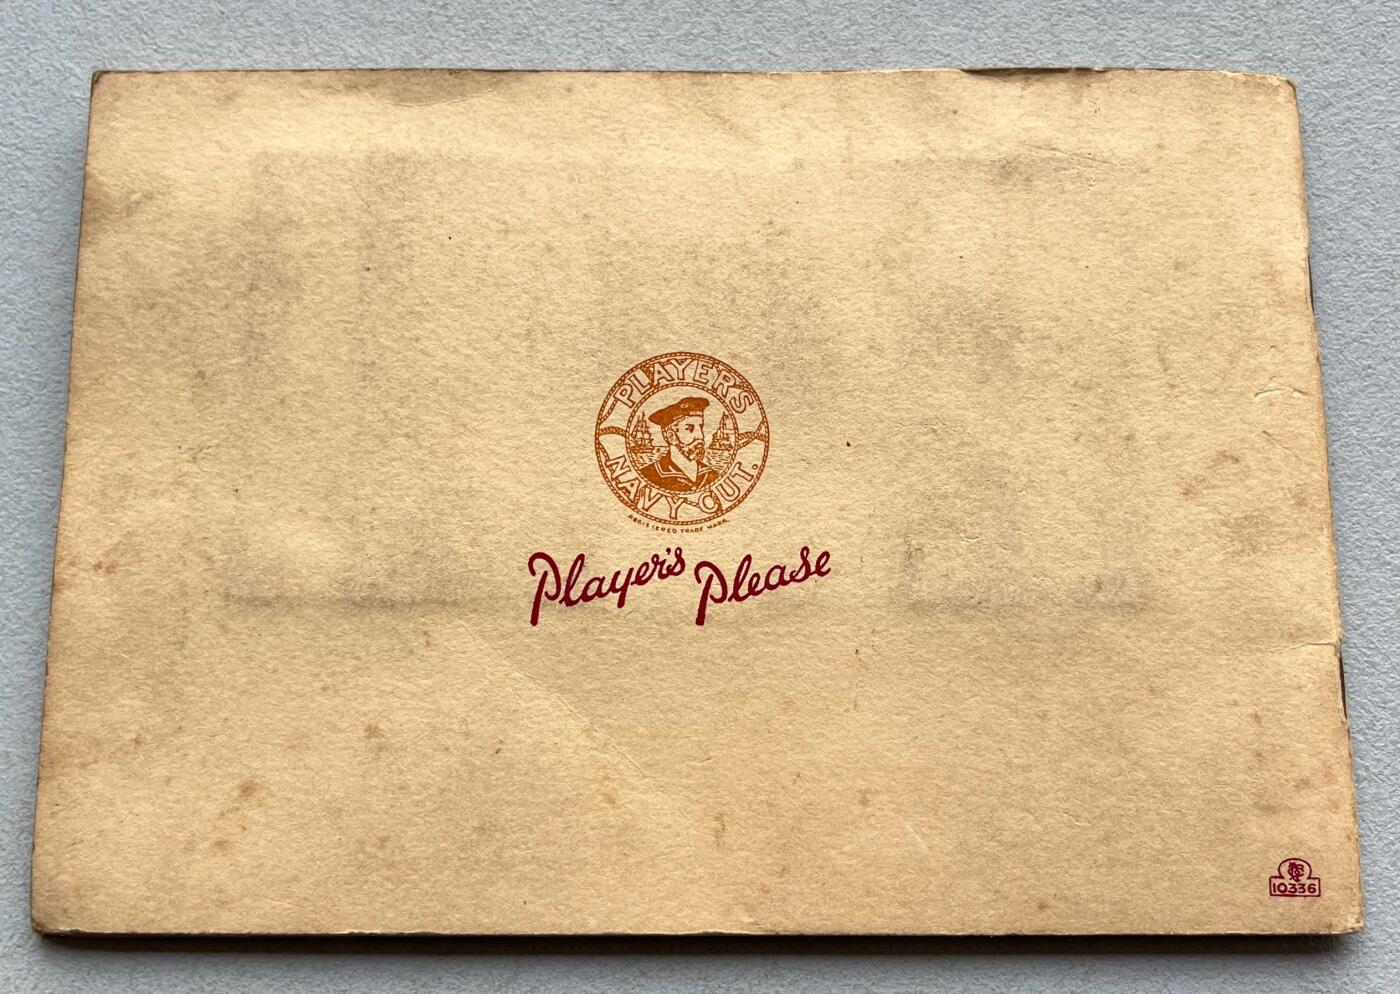 PLAYER'S
NAVY CUT.
REGISTERED TRADE MARK.
Player's Please
10336